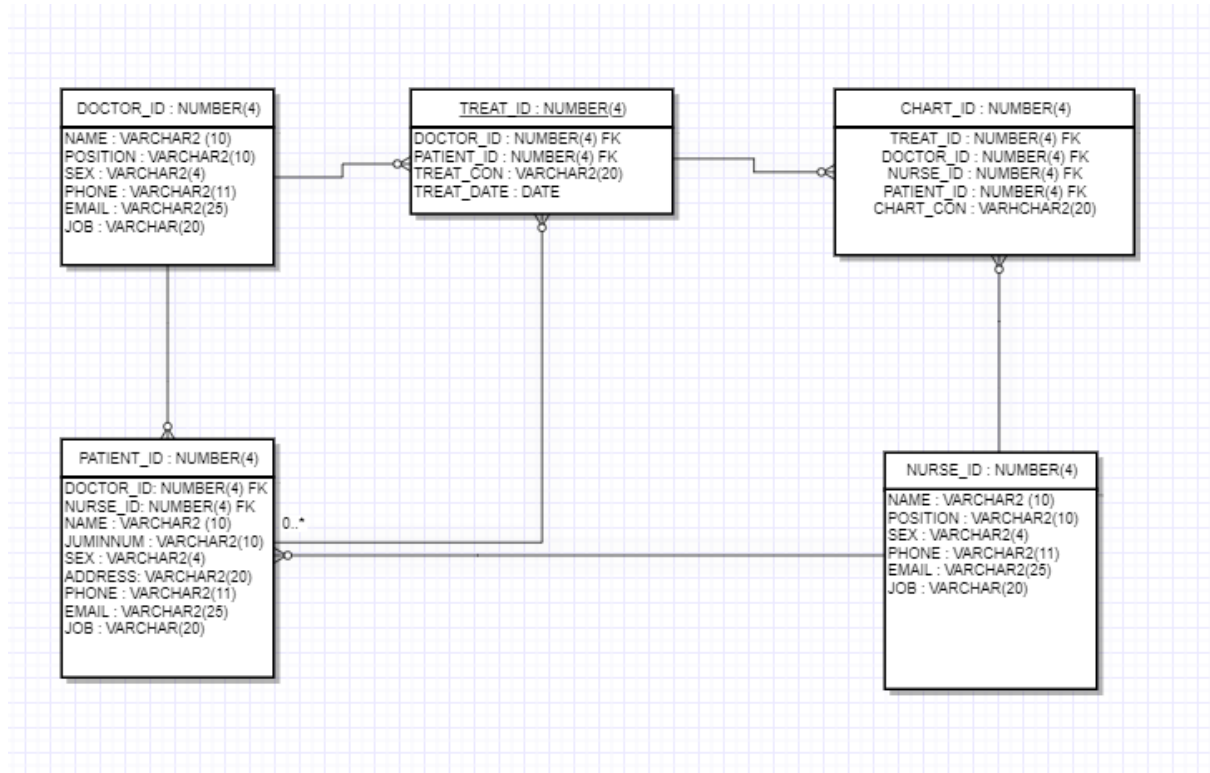 DOCTOR_ID : NUMBER(4)
NAME : VARCHAR2 (10)
POSITION : VARCHAR2(10)
SEX : VARCHAR2(4)
PHONE : VARCHAR2(11)
EMAIL : VARCHAR2(25)
JOB : VARCHAR(20)
TREAT_ID : NUMBER(4)
DOCTOR_ID : NUMBER(4) FK
PATIENT_ID : NUMBER(4) FK
TREAT_CON : VARCHAR2(20)
TREAT_DATE : DATE
CHART_ID : NUMBER(4)
TREAT_ID : NUMBER(4) FK
DOCTOR_ID : NUMBER(4) FK
NURSE_ID : NUMBER(4) FK
PATIENT_ID : NUMBER(4) FK
CHART_CON : VARHCHAR2(20)
PATIENT_ID : NUMBER(4)
DOCTOR_ID: NUMBER(4) FK
NURSE_ID: NUMBER(4) FK
NAME : VARCHAR2 (10)
JUMINNUM : VARCHAR2(10)
SEX : VARCHAR2(4)
ADDRESS: VARCHAR2(20)
PHONE : VARCHAR2(11)
EMAIL : VARCHAR2(25)
JOB : VARCHAR(20)
0..*
NURSE_ID : NUMBER(4)
NAME : VARCHAR2 (10)
POSITION : VARCHAR2(10)
SEX : VARCHAR2(4)
PHONE : VARCHAR2(11)
EMAIL : VARCHAR2(25)
JOB : VARCHAR(20)